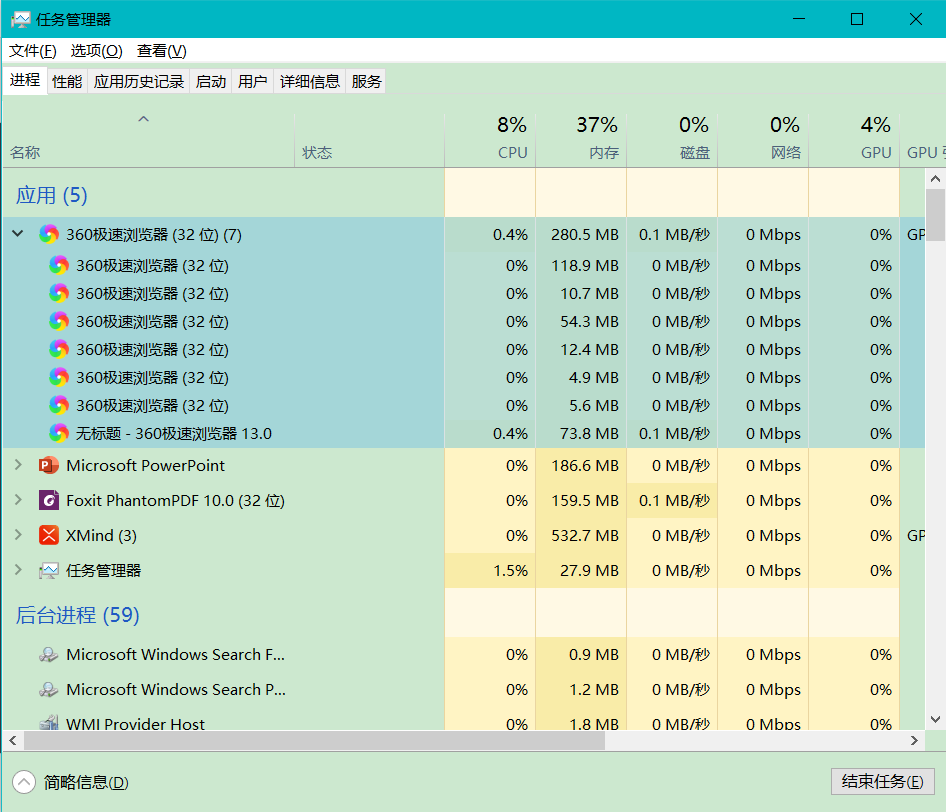 任务管理器
文件(F) 选项(O) 查看(V)
进程 性能 应用历史记录 启动 用户 详细信息 服务
8% 37% 0% 0% 4%
名称 状态 CPU 内存 磁盘 网络 GPU GPU
应用 (5)
360极速浏览器 (32 位) (7) 0.4% 280.5 MB 0.1 MB/秒 0 Mbps 0% GP
360极速浏览器 (32 位) 0% 118.9 MB 0 MB/秒 0 Mbps 0%
360极速浏览器 (32 位) 0% 10.7 MB 0 MB/秒 0 Mbps 0%
360极速浏览器 (32 位) 0% 54.3 MB 0 MB/秒 0 Mbps 0%
360极速浏览器 (32 位) 0% 12.4 MB 0 MB/秒 0 Mbps 0%
360极速浏览器 (32 位) 0% 4.9 MB 0 MB/秒 0 Mbps 0%
360极速浏览器 (32 位) 0% 5.6 MB 0 MB/秒 0 Mbps 0%
无标题 - 360极速浏览器 13.0 0.4% 73.8 MB 0.1 MB/秒 0 Mbps 0%
Microsoft PowerPoint 0% 186.6 MB 0 MB/秒 0 Mbps 0%
Foxit PhantomPDF 10.0 (32 位) 0% 159.5 MB 0.1 MB/秒 0 Mbps 0%
XMind (3) 0% 532.7 MB 0 MB/秒 0 Mbps 0% GP
任务管理器 1.5% 27.9 MB 0 MB/秒 0 Mbps 0%
后台进程 (59)
Microsoft Windows Search F... 0% 0.9 MB 0 MB/秒 0 Mbps 0%
Microsoft Windows Search P... 0% 1.2 MB 0 MB/秒 0 Mbps 0%
WMI Provider Host 0% 1.8 MB 0 MB/秒 0 Mbps 0%
简略信息(D) 结束任务(E)